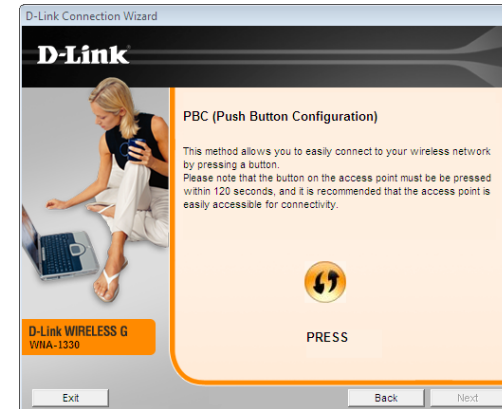 D-Link Connection Wizard
D-Link
PBC (Push Button Configuration)
This method allows you to easily connect to your wireless network
by pressing a button.
Please note that the button on the access point must be be pressed
within 120 seconds, and it is recommended that the access point is
easily accessible for connectivity.
PRESS
D-Link WIRELESS G
WNA-1330
Exit
Back
Next